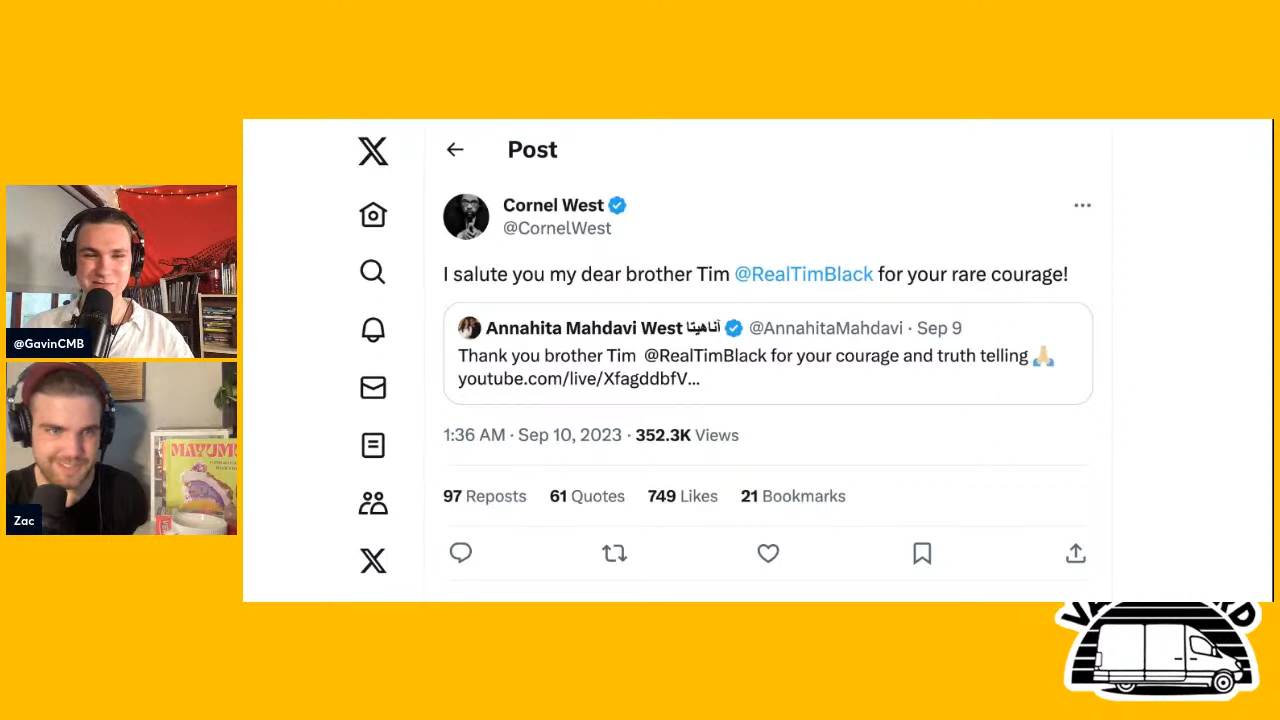 Post
Cornel West
@CornelWest
I salute you my dear brother Tim @RealTimBlack for your rare courage!
Annahita Mahdavi West آناهیتا @AnnahitaMahdavi · Sep 9
Thank you brother Tim @RealTimBlack for your courage and truth telling 🙏🏼
youtube.com/live/XfagddbfV...
1:36 AM · Sep 10, 2023 · 352.3K Views
97 Reposts 61 Quotes 749 Likes 21 Bookmarks
@GavinCMB
MAYUMU
Zac